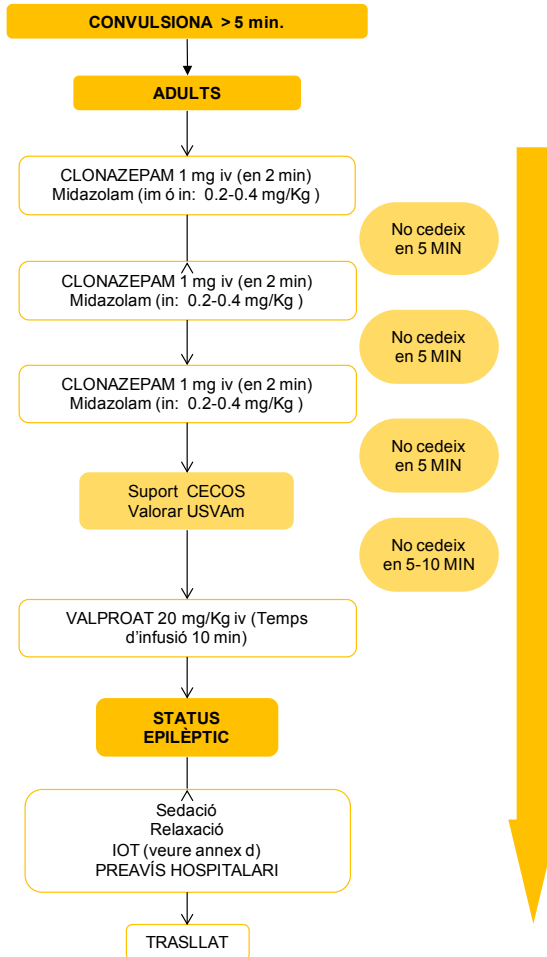 CONVULSIONA > 5 min.
ADULTS
CLONAZEPAM 1 mg iv (en 2 min)
Midazolam (im ó in: 0.2-0.4 mg/Kg )
No cedeix
en 5 MIN
CLONAZEPAM 1 mg iv (en 2 min)
Midazolam (in: 0.2-0.4 mg/Kg )
No cedeix
en 5 MIN
CLONAZEPAM 1 mg iv (en 2 min)
Midazolam (in: 0.2-0.4 mg/Kg )
No cedeix
en 5 MIN
Suport CECOS
Valorar USVAm
No cedeix
en 5-10 MIN
VALPROAT 20 mg/Kg iv (Temps
d’infusió 10 min)
STATUS
EPILÈPTIC
Sedació
Relaxació
IOT (veure annex d)
PREAVÍS HOSPITALARI
TRASLLAT